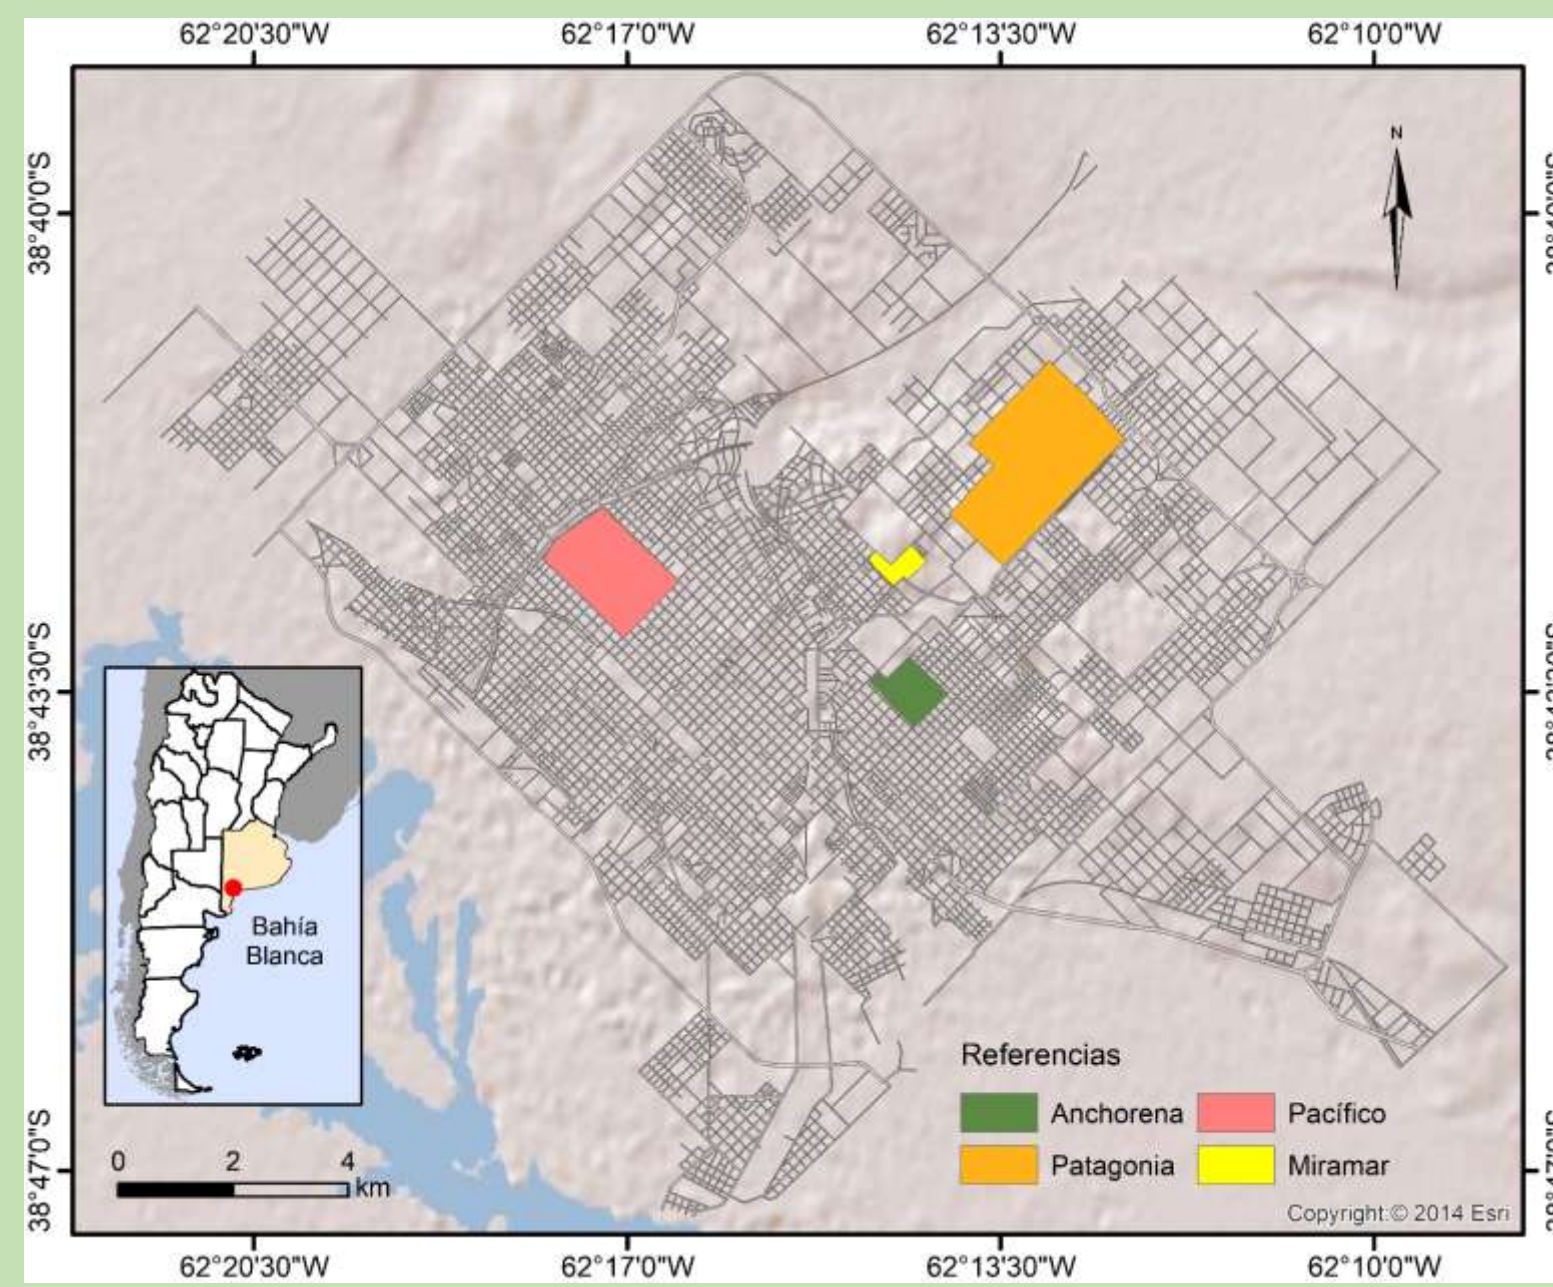 62°20'30"W 62°17'0"W 62°13'30"W 62°10'0"W
N
38°40'0"S
38°43'30"S
Bahía
Blanca
Referencias
Anchorena Pacífico
Patagonia Miramar
0 2 4
km
38°47'0"S
Copyright:© 2014 Esri
62°20'30"W 62°17'0"W 62°13'30"W 62°10'0"W